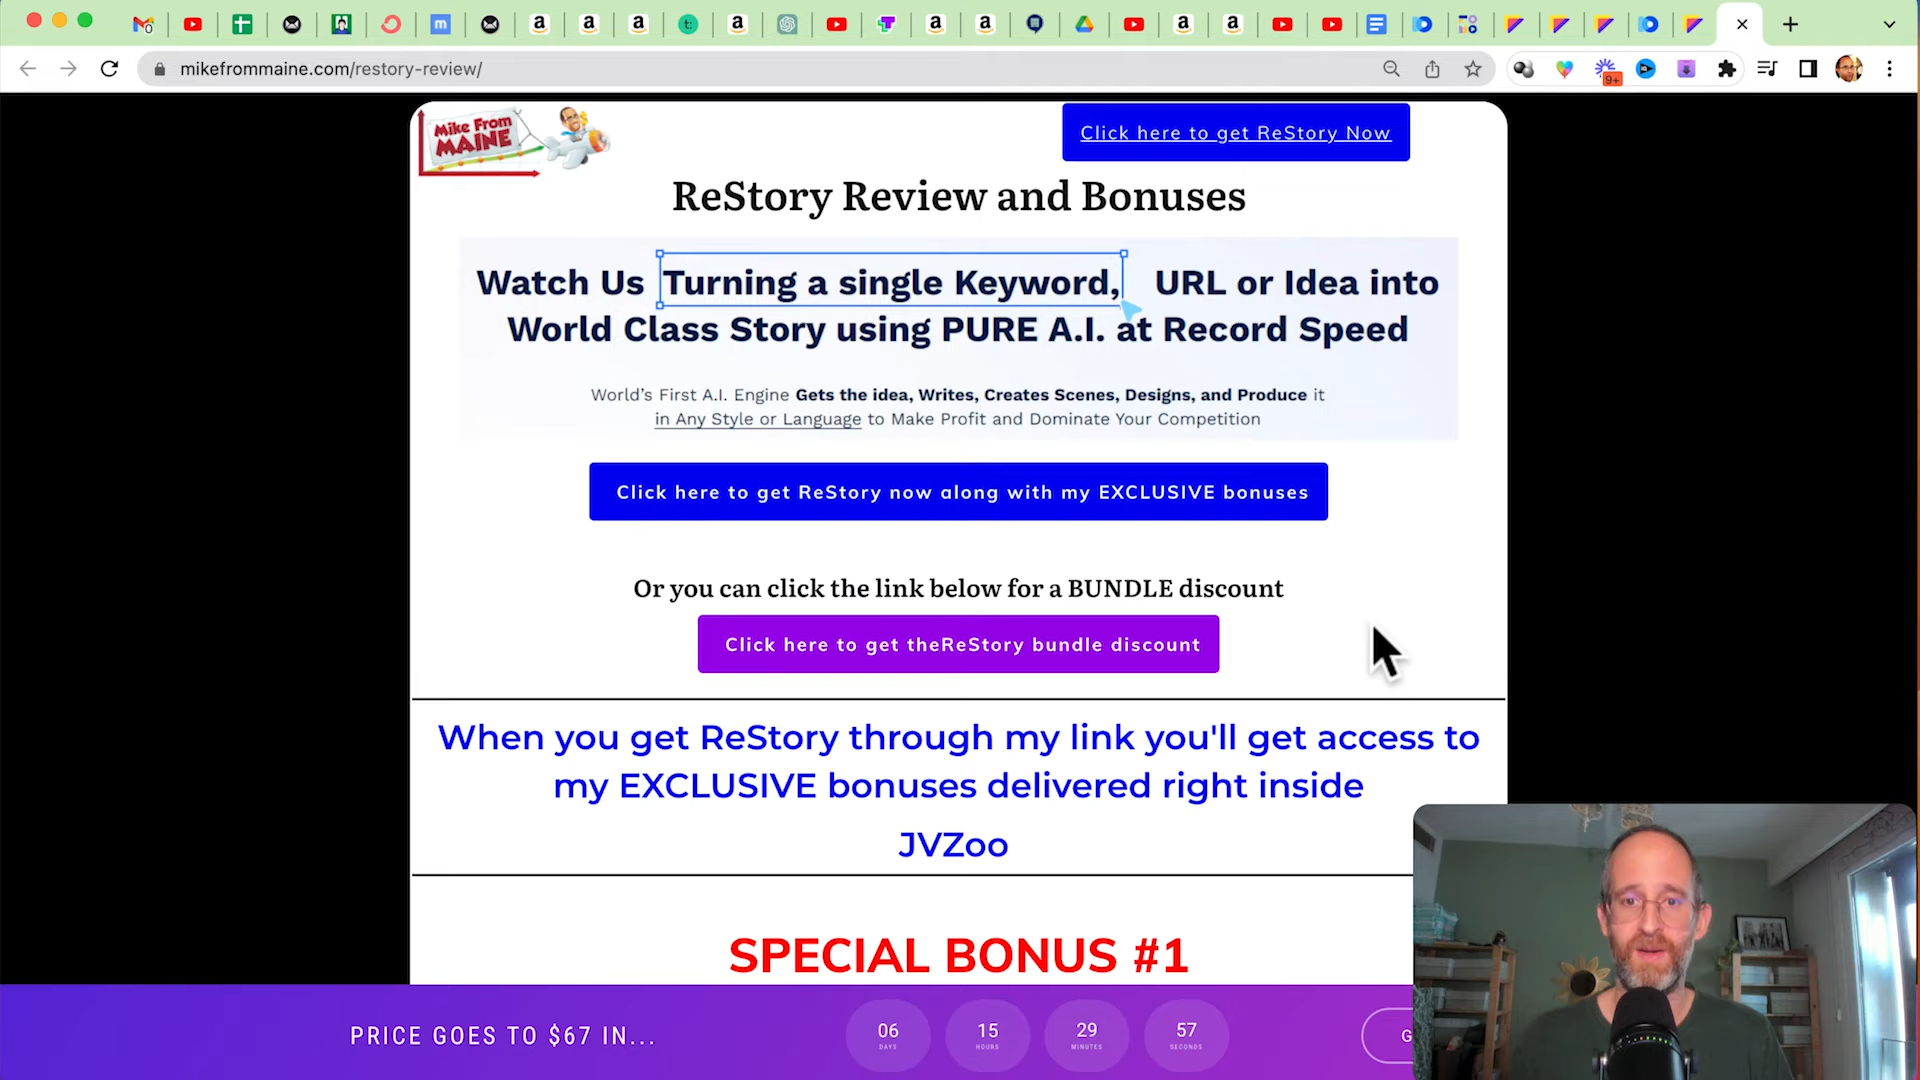 mikefrommaine.com/restory-review/
9+
Mike From
MAINE
Click here to get ReStory Now
ReStory Review and Bonuses
Watch Us Turning a single Keyword, URL or Idea into
World Class Story using PURE A.I. at Record Speed
World's First A.I. Engine Gets the idea, Writes, Creates Scenes, Designs, and Produce it
in Any Style or Language to Make Profit and Dominate Your Competition
Click here to get ReStory now along with my EXCLUSIVE bonuses
Or you can click the link below for a BUNDLE discount
Click here to get theReStory bundle discount
When you get ReStory through my link you'll get access to
my EXCLUSIVE bonuses delivered right inside
JVZoo
SPECIAL BONUS #1
PRICE GOES TO $67 IN...
06 15 29 57
DAYS HOURS MINUTES SECONDS
G